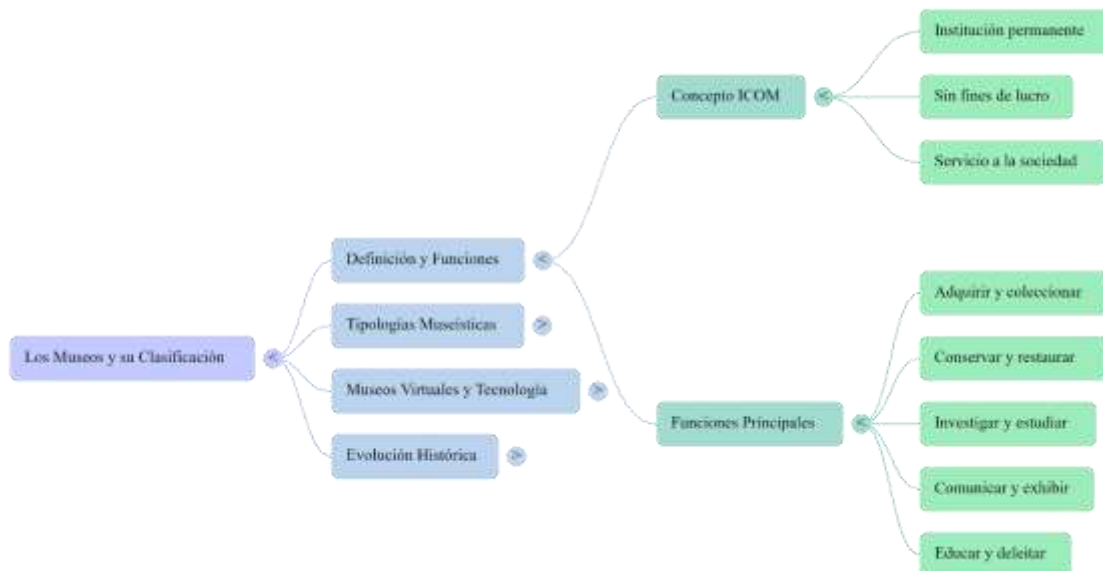 Los Museos y su Clasificación
Definición y Funciones
Tipologías Museísticas
Museos Virtuales y Tecnología
Evolución Histórica
Concepto ICOM
Funciones Principales
Institución permanente
Sin fines de lucro
Servicio a la sociedad
Adquirir y coleccionar
Conservar y restaurar
Investigar y estudiar
Comunicar y exhibir
Educar y deleitar